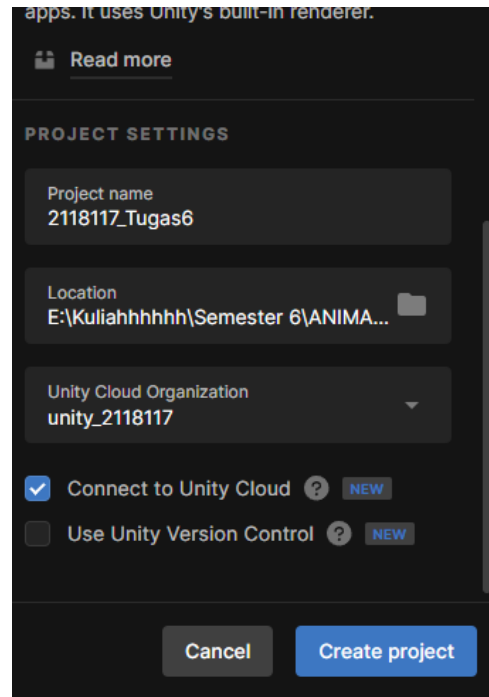 apps. It uses Unity's built-in renderer.
Read more
PROJECT SETTINGS
Project name
2118117_Tugas6
Location
E:\Kuliahhhhhh\Semester 6\ANIMA...
Unity Cloud Organization
unity_2118117
Connect to Unity Cloud ? NEW
Use Unity Version Control ? NEW
Cancel Create project